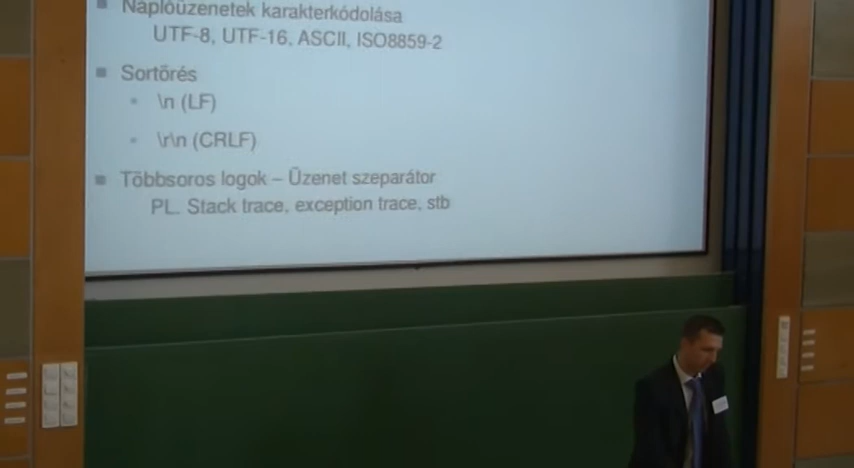 Naplóüzenetek karakterkódolása
UTF-8, UTF-16, ASCII, ISO8859-2
Sortörés
\n (LF)
\r\n (CRLF)
Többsoros logok – Üzenet szeparátor
PL. Stack trace, exception trace, stb